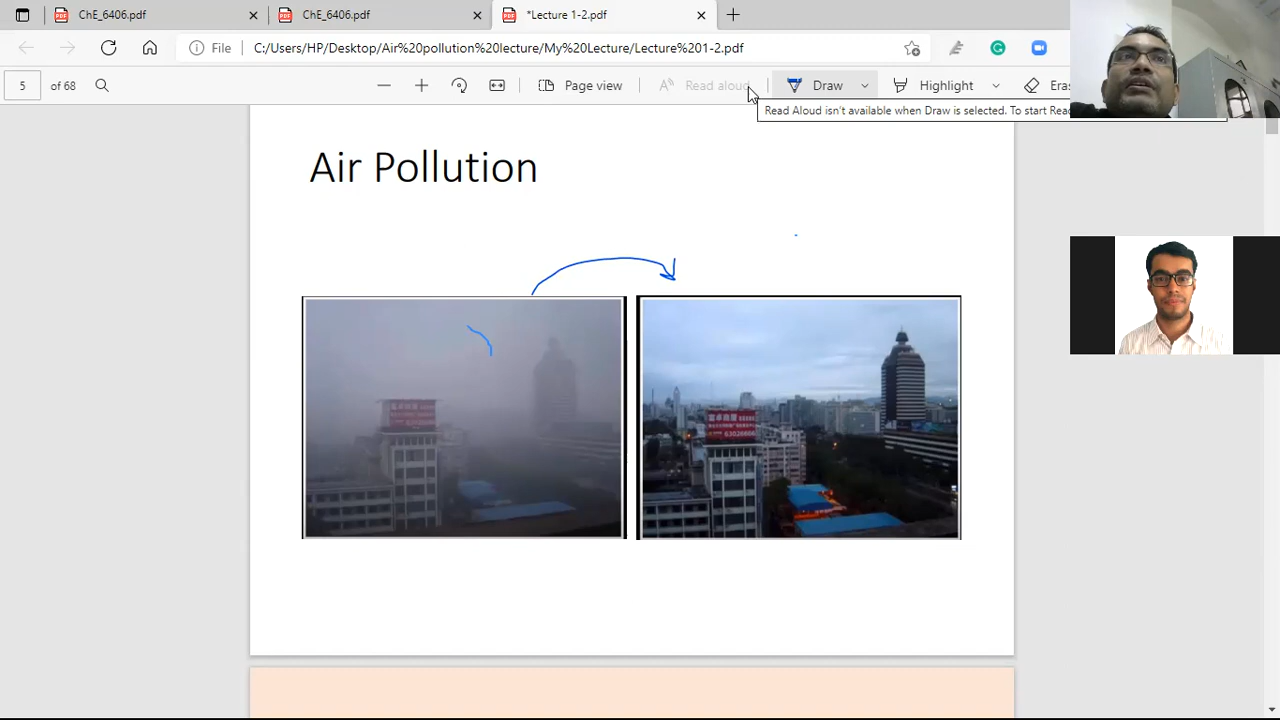 ChE_6406.pdf
ChE_6406.pdf
*Lecture 1-2.pdf
File
C:/Users/HP/Desktop/Air%20pollution%20lecture/My%20Lecture/Lecture%201-2.pdf
5 of 68
Page view
Read aloud
Draw
Highlight
Read Aloud isn't available when Draw is selected. To start
Air Pollution
63026666